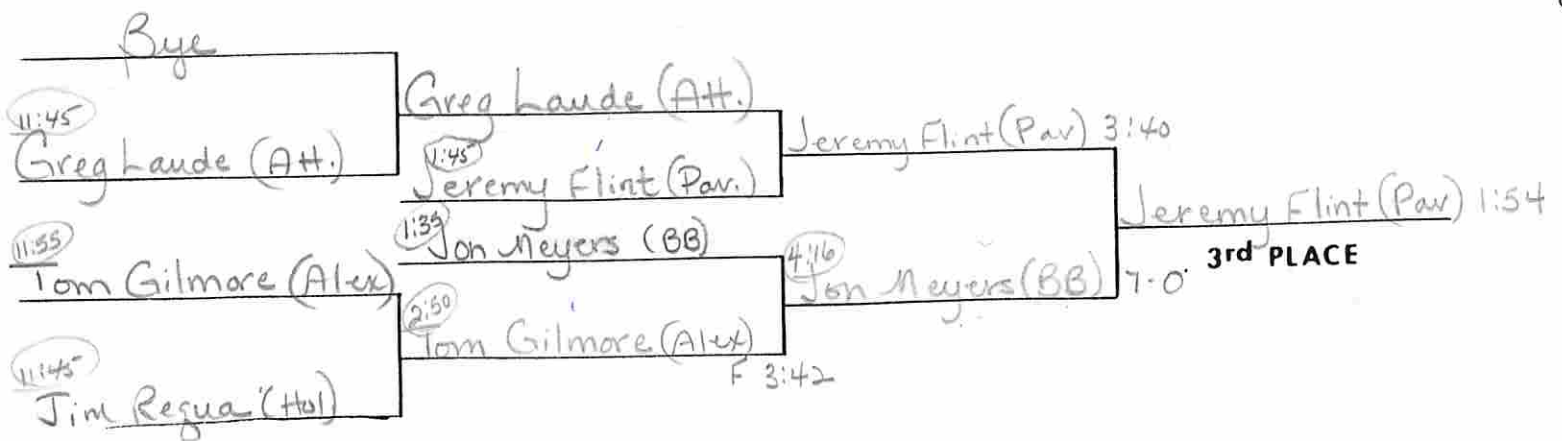 Bye
11:45
Greg Laude (Att.)
11:55
Tom Gilmore (Alex)
11:45
Jim Requa (Hol)
Greg Laude (Att.)
1:45
Jeremy Flint (Pav.)
1:35
Jon Meyers (BB)
2:50
Tom Gilmore (Alex)
F 3:42
Jeremy Flint (Pav) 3:40
4:16
Jon Meyers (BB) 7-0
Jeremy Flint (Pav) 1:54
3rd PLACE